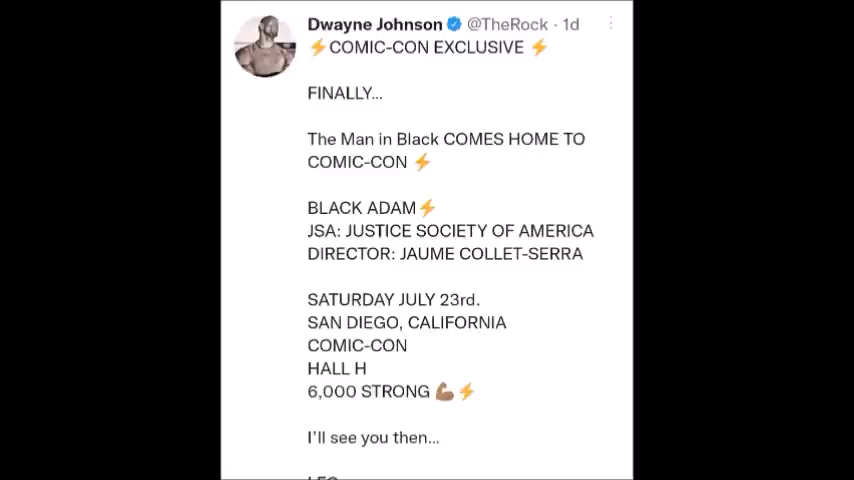 Dwayne Johnson @TheRock · 1d
⚡COMIC-CON EXCLUSIVE ⚡
FINALLY...
The Man in Black COMES HOME TO
COMIC-CON ⚡
BLACK ADAM⚡
JSA: JUSTICE SOCIETY OF AMERICA
DIRECTOR: JAUME COLLET-SERRA
SATURDAY JULY 23rd.
SAN DIEGO, CALIFORNIA
COMIC-CON
HALL H
6,000 STRONG 💪🏽⚡
I'll see you then...